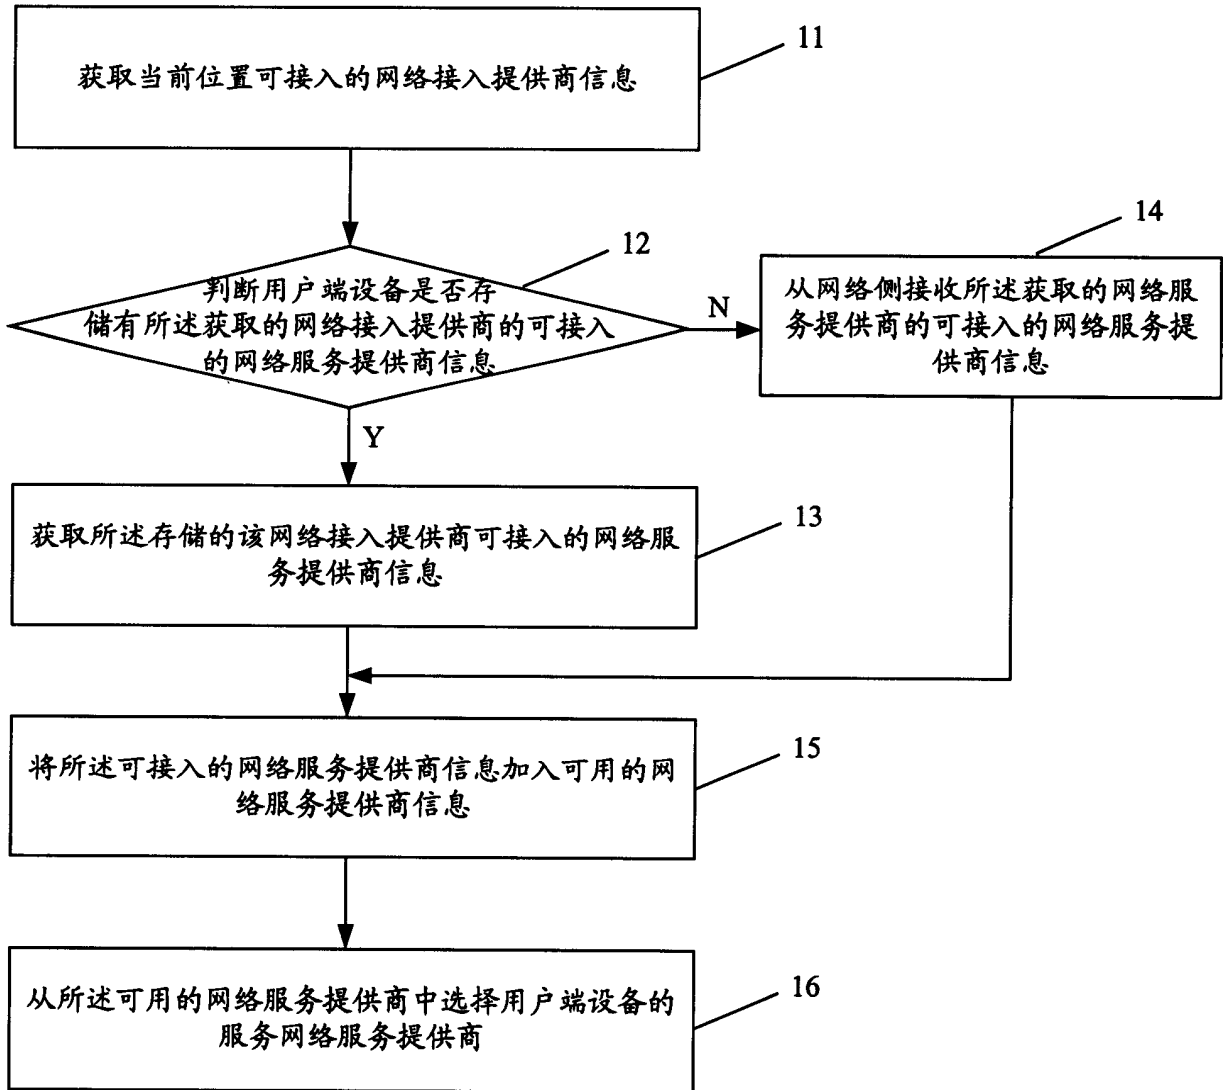 获取当前位置可接入的网络接入提供商信息
11
12
判断用户端设备是否存
储有所述获取的网络接入提供商的可接入
的网络服务提供商信息
N
14
从网络侧接收所述获取的网络服
务提供商的可接入的网络服务提
供商信息
Y
获取所述存储的该网络接入提供商可接入的网络服
务提供商信息
13
将所述可接入的网络服务提供商信息加入可用的网
络服务提供商信息
15
从所述可用的网络服务提供商中选择用户端设备的
服务网络服务提供商
16